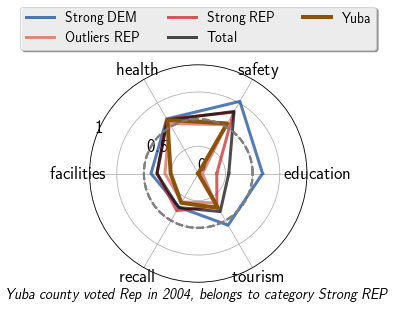 Strong DEM Strong REP Yuba
Outliers REP Total
health safety
1
0.5
0
facilities education
recall tourism
Yuba county voted Rep in 2004, belongs to category Strong REP